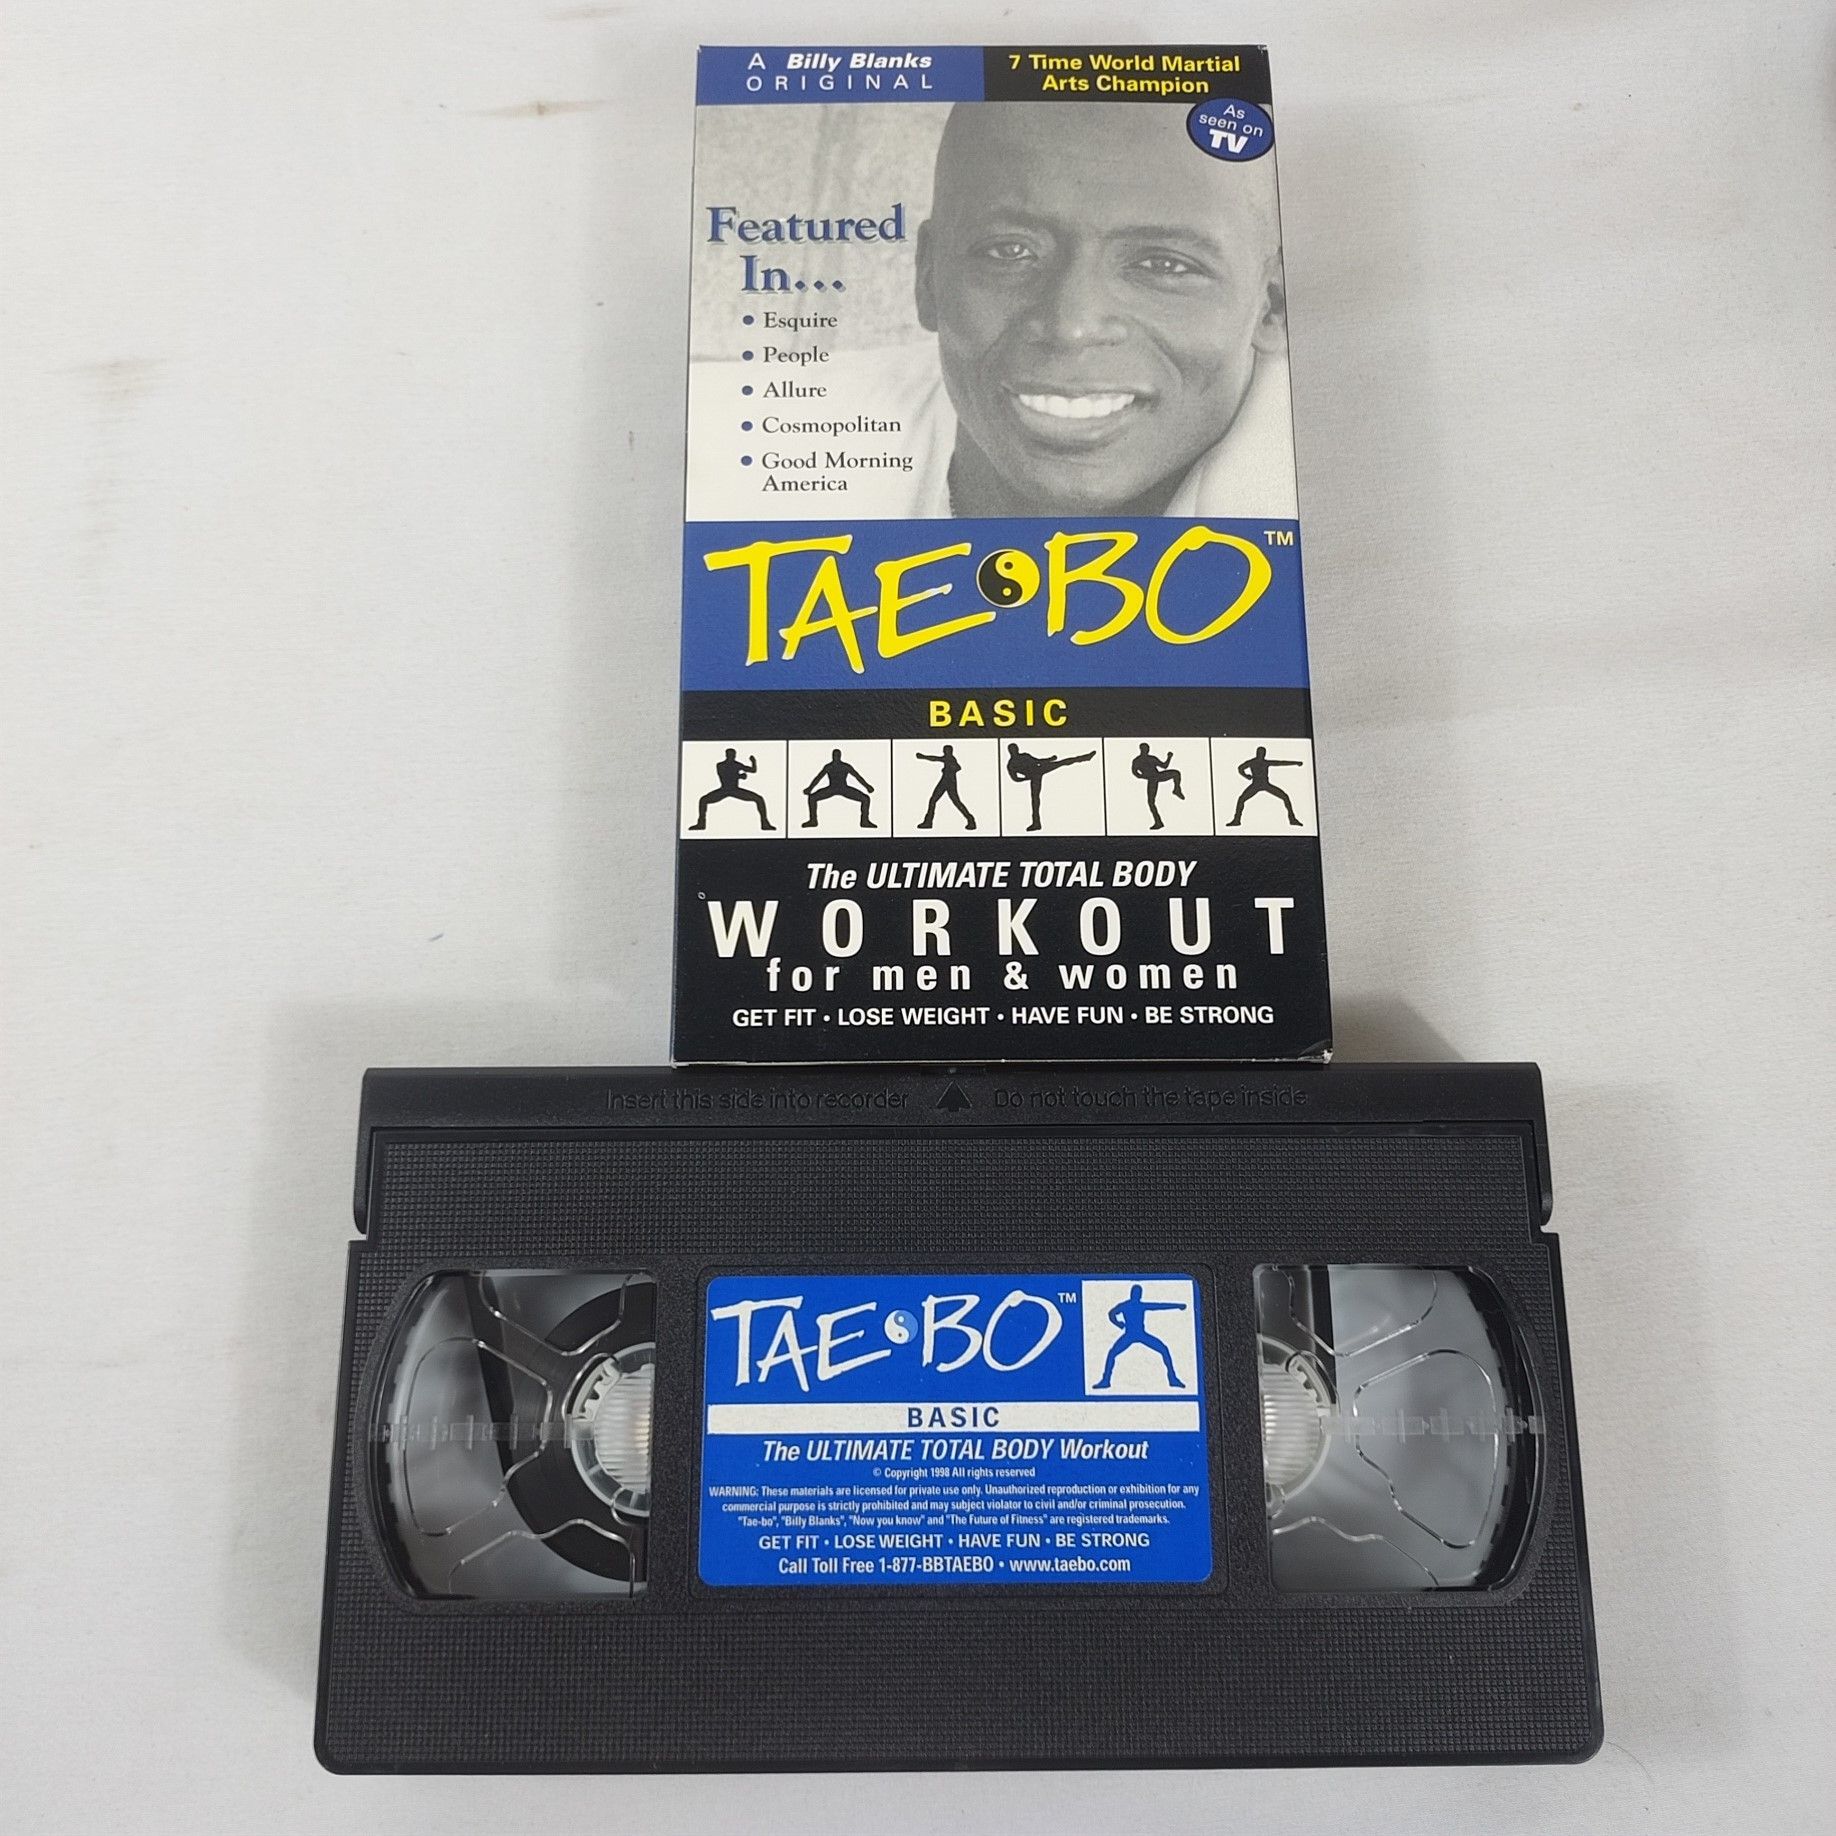 A Billy Blanks
ORIGINAL
7 Time World Martial
Arts Champion
As
seen on
TV
Featured
In...
• Esquire
• People
• Allure
• Cosmopolitan
• Good Morning
America
TAE BO™
BASIC
The ULTIMATE TOTAL BODY
WORKOUT
for men & women
GET FIT • LOSE WEIGHT • HAVE FUN • BE STRONG
Insert this side into recorder Do not touch the tape inside
TAE BO™
BASIC
The ULTIMATE TOTAL BODY Workout
© Copyright 1998 All rights reserved
WARNING: These materials are licensed for private use only. Unauthorized reproduction or exhibition for any
commercial purpose is strictly prohibited and may subject violator to civil and/or criminal prosecution.
"Tae-bo", "Billy Blanks", "Now you know" and "The Future of Fitness" are registered trademarks.
GET FIT • LOSE WEIGHT • HAVE FUN • BE STRONG
Call Toll Free 1-877-BBTAEBO • www.taebo.com